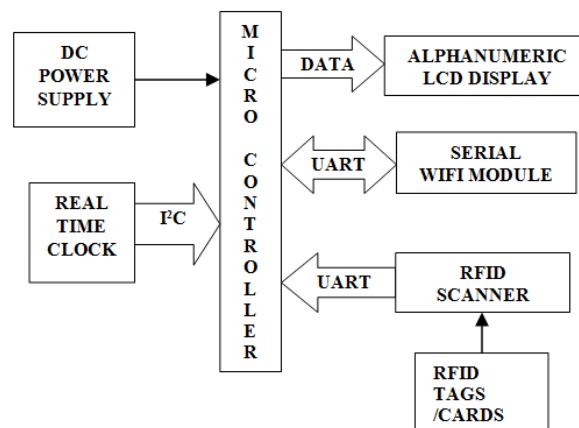 DC
POWER
SUPPLY
REAL
TIME
CLOCK
I²C
M
I
C
R
O
C
O
N
T
R
O
L
L
E
R
DATA
ALPHANUMERIC
LCD DISPLAY
UART
SERIAL
WIFI MODULE
UART
RFID
SCANNER
RFID
TAGS
/CARDS